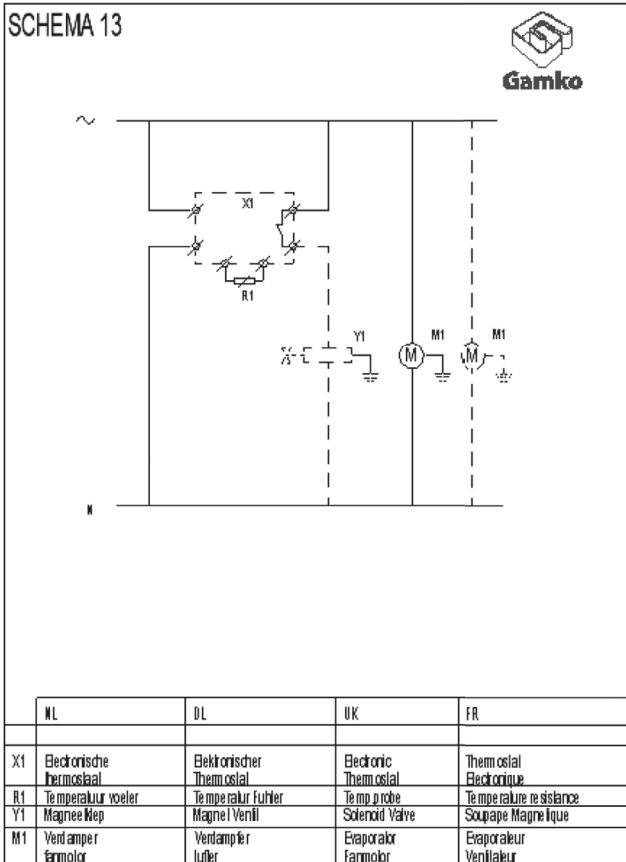 SCHEMA 13
Gamko
~
X1
R1
Y1
M1
M1
M
M
N
NL DL UK FR
X1 Electronische thermostaat Elektronischer Thermostat Electronic Thermostat Thermostat Electronique
R1 Temperatuur voeler Temperatur Fuhler Temp probe Temperature resistance
Y1 Magneetklep Magnet Ventil Solenoid Valve Soupape Magnetique
M1 Verdamper fanmotor Verdampfer lufter Evaporator Fanmotor Evaporateur Ventilateur